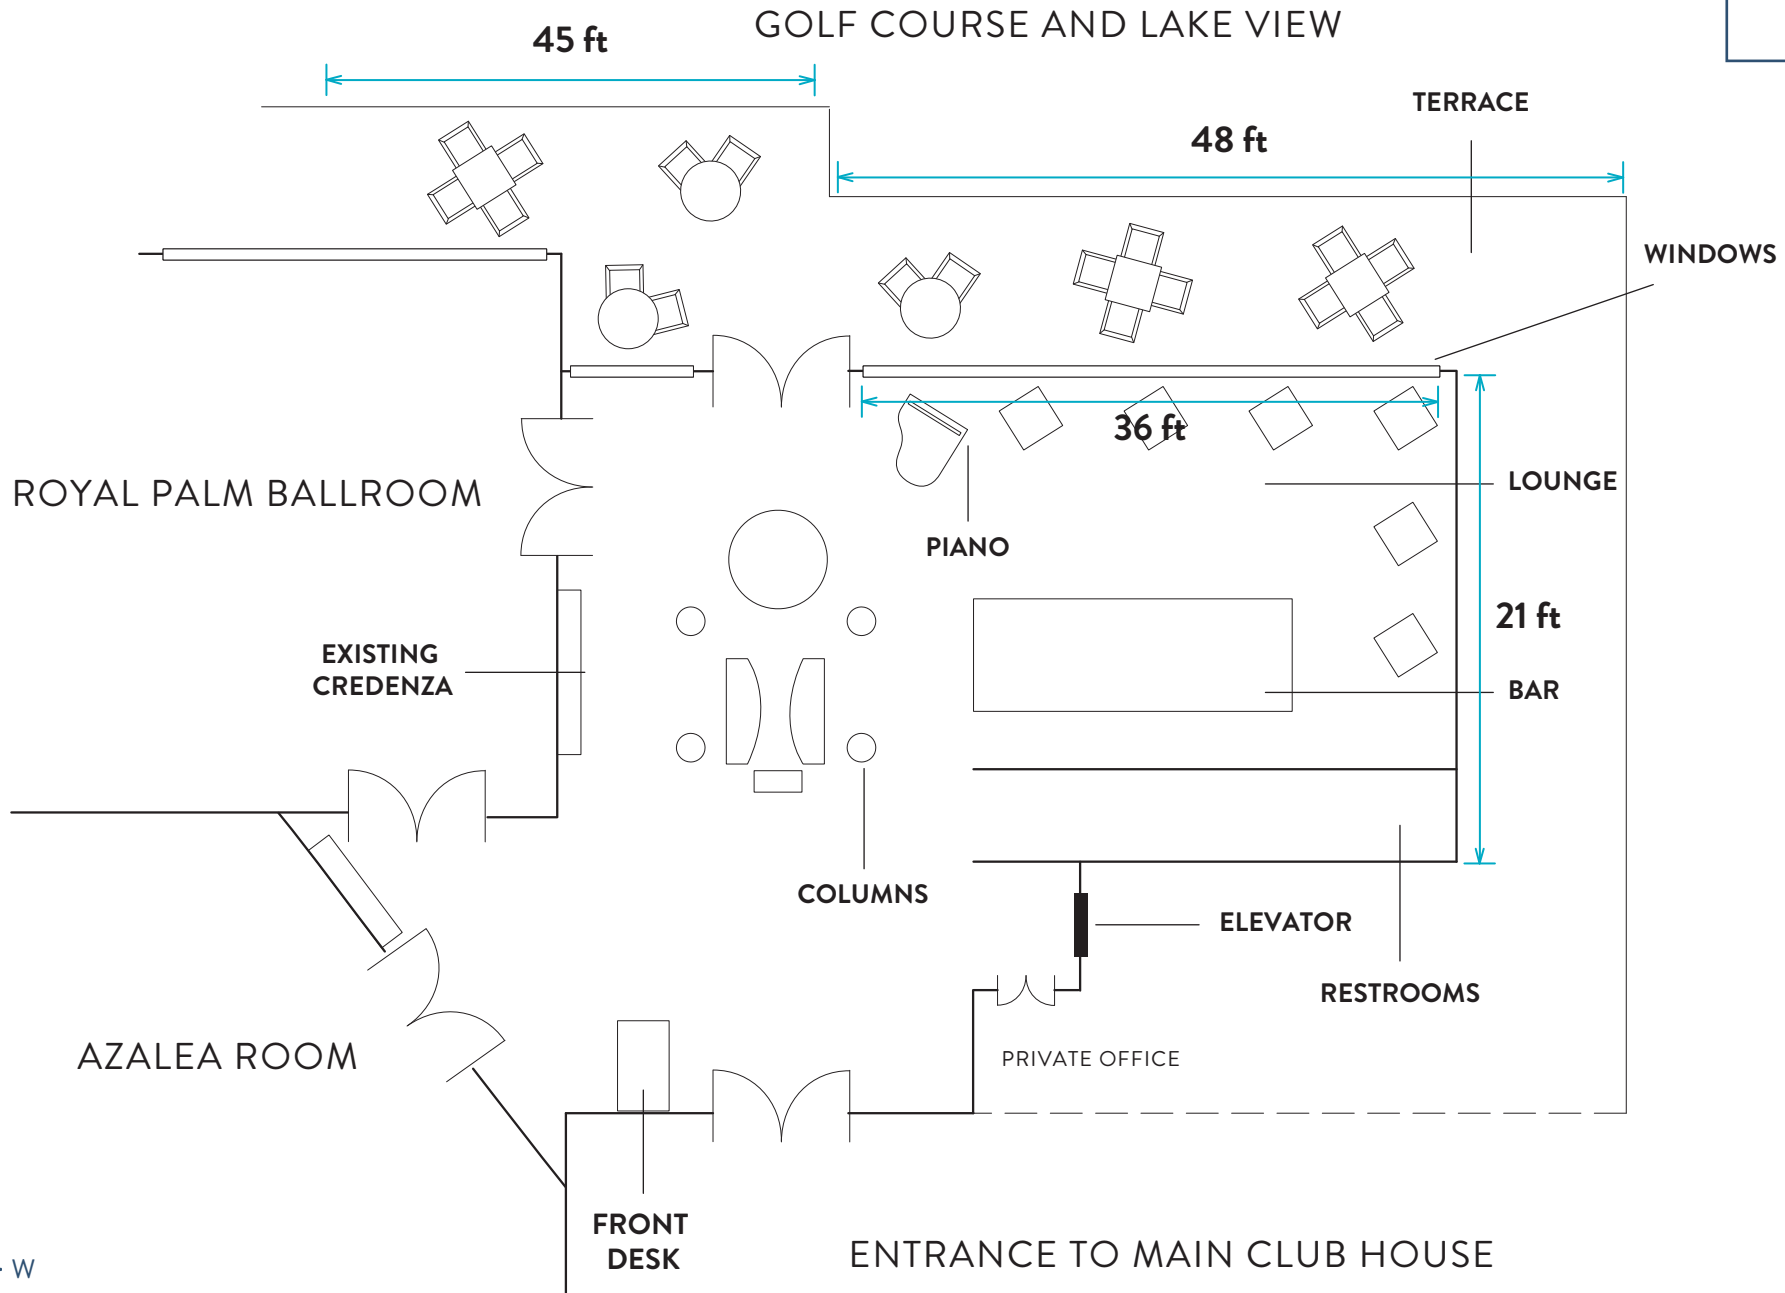 GOLF COURSE AND LAKE VIEW
45 ft
TERRACE
48 ft
WINDOWS
36 ft
LOUNGE
ROYAL PALM BALLROOM
PIANO
21 ft
EXISTING
CREDENZA
BAR
COLUMNS
ELEVATOR
RESTROOMS
AZALEA ROOM
PRIVATE OFFICE
FRONT
DESK
ENTRANCE TO MAIN CLUB HOUSE
W